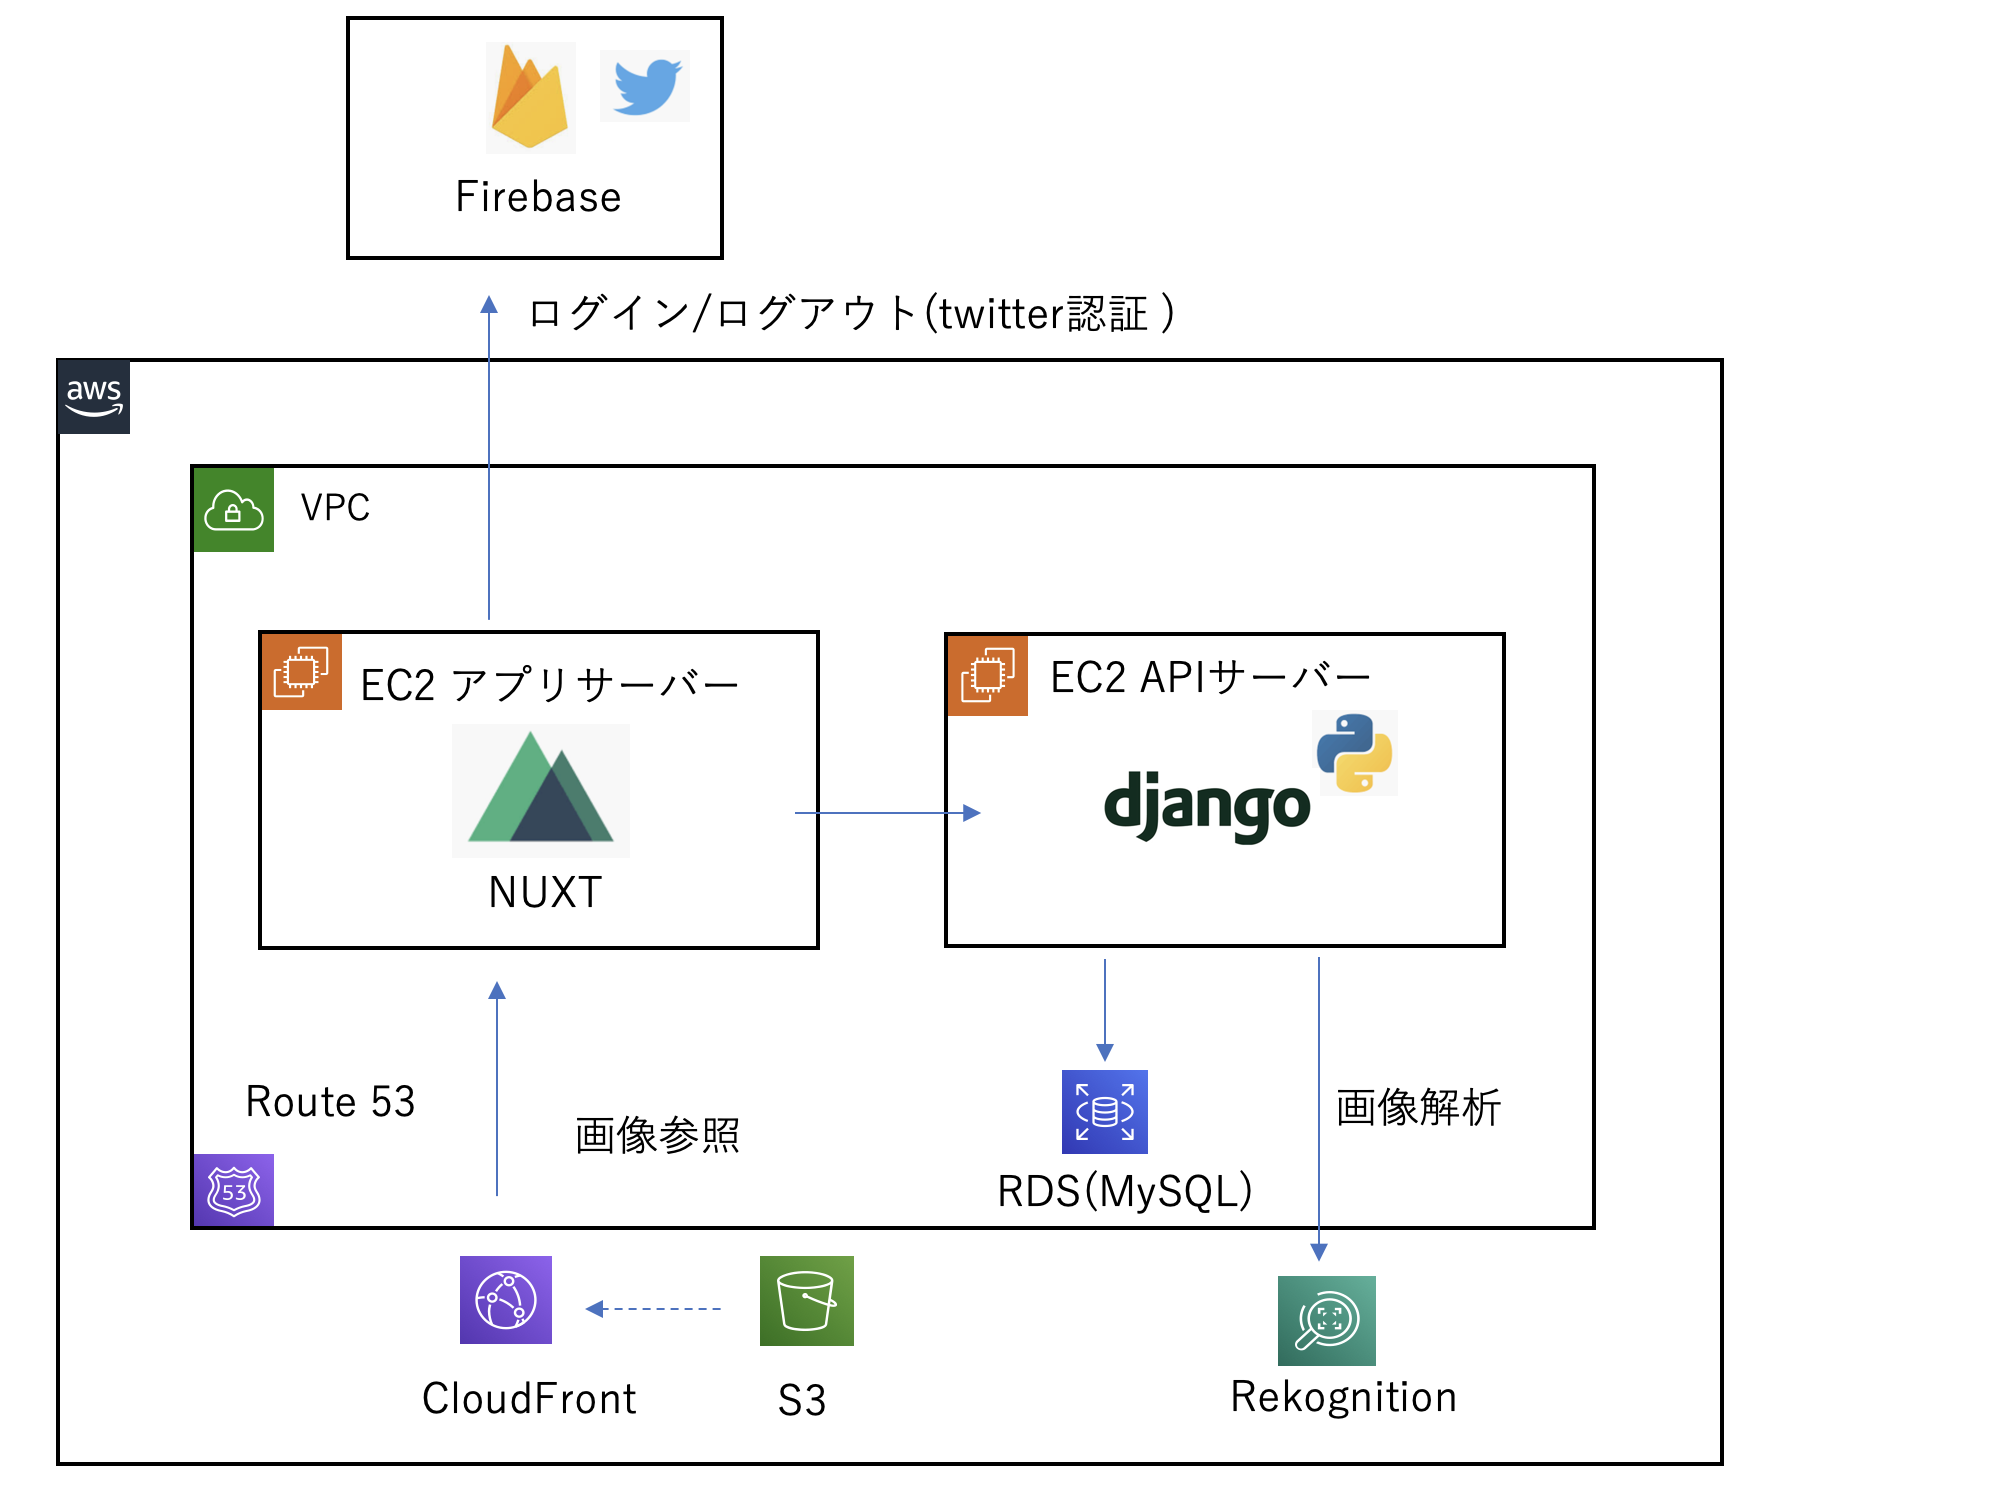 Firebase
ログイン/ログアウト(twitter認証 )
aws
VPC
EC2 アプリサーバー
NUXT
EC2 APIサーバー
django
Route 53
53
画像参照
RDS(MySQL)
画像解析
CloudFront
S3
Rekognition